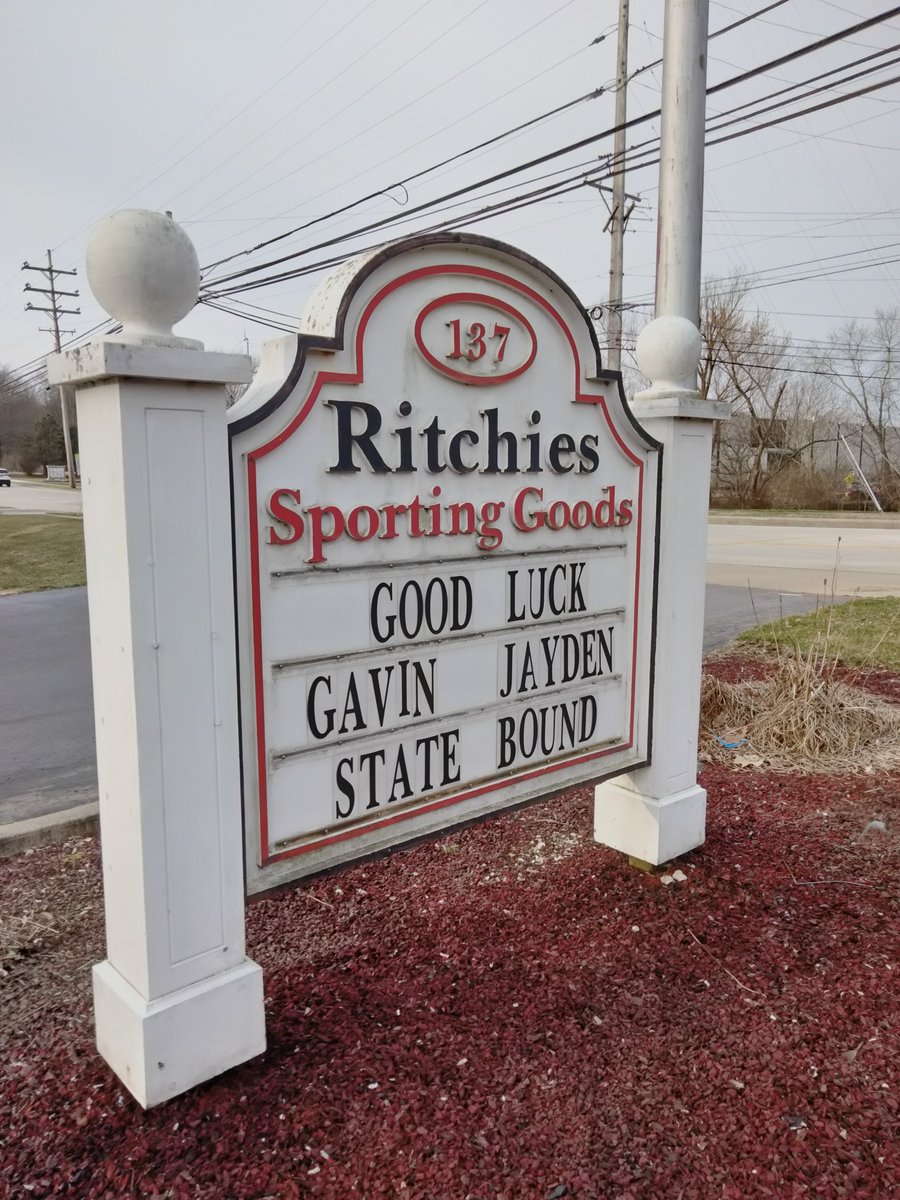 137
Ritchies
Sporting Goods
GOOD LUCK
GAVIN JAYDEN
STATE BOUND